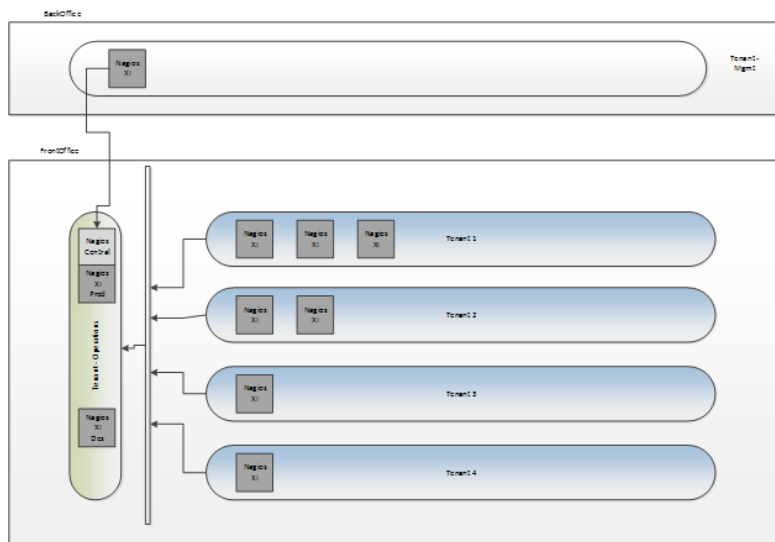 BackOffice
Nagios
XI
Tenant-
Mgmt
FrontOffice
Nagios
Central
Nagios
XI
Prod
Tenant - Operations
Nagios
XI
Des
Nagios
XI
Nagios
XI
Nagios
XI
Tenant 1
Nagios
XI
Nagios
XI
Tenant 2
Nagios
XI
Tenant 3
Nagios
XI
Tenant 4